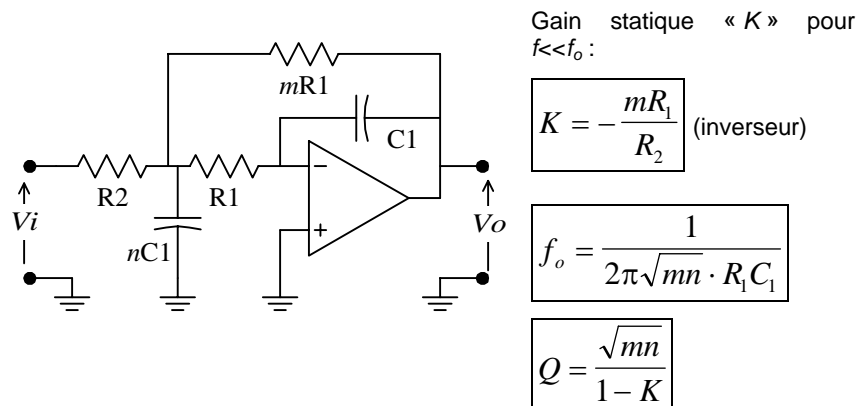 mR1
C1
R2
R1
nC1
Vi
Vo
−
+
Gain statique « K » pour
f<<fₒ :
K = − mR₁ / R₂ (inverseur)
fₒ = 1 / 2π√mn · R₁C₁
Q = √mn / 1 − K